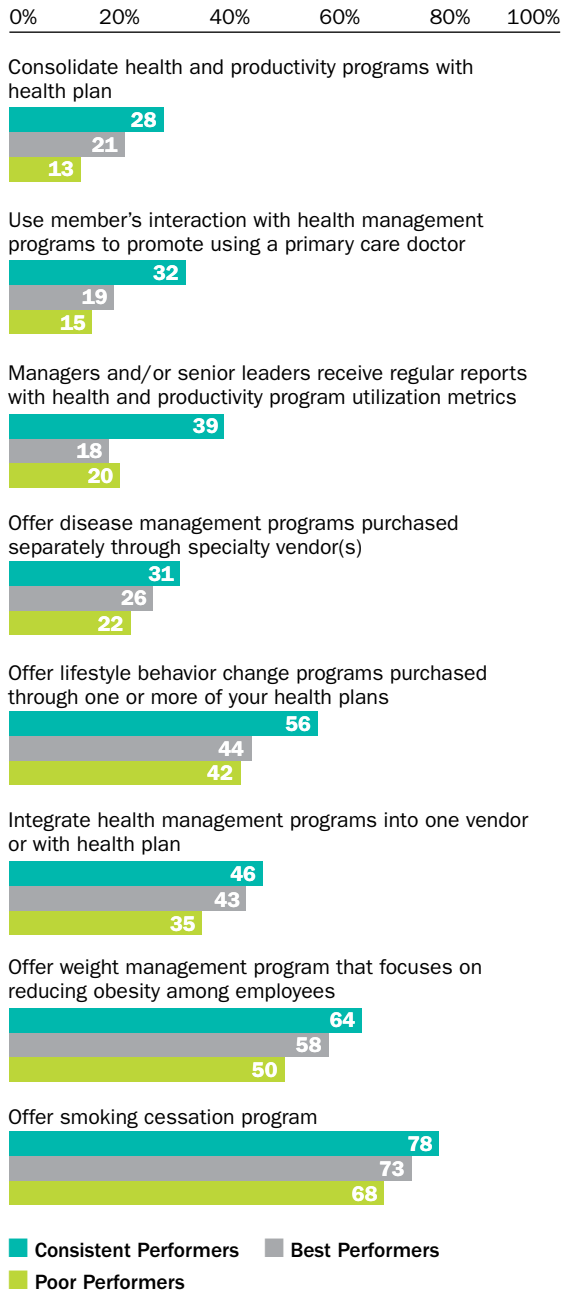 0% 20% 40% 60% 80% 100%
Consolidate health and productivity programs with
health plan
28
21
13
Use member’s interaction with health management
programs to promote using a primary care doctor
32
19
15
Managers and/or senior leaders receive regular reports
with health and productivity program utilization metrics
39
18
20
Offer disease management programs purchased
separately through specialty vendor(s)
31
26
22
Offer lifestyle behavior change programs purchased
through one or more of your health plans
56
44
42
Integrate health management programs into one vendor
or with health plan
46
43
35
Offer weight management program that focuses on
reducing obesity among employees
64
58
50
Offer smoking cessation program
78
73
68
Consistent Performers Best Performers
Poor Performers